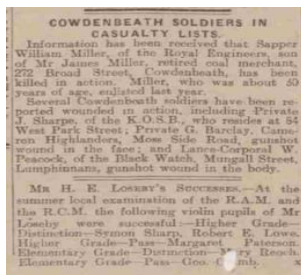 COWDENBEATH SOLDIERS IN
CASUALTY LISTS.
Information has been received that Sapper
William Miller, of the Royal Engineers, son
of Mr James Miller, retired coal merchant,
272 Broad Street, Cowdenbeath, has been
killed in action. Miller, who was about 50
years of age, enlisted last year.
Several Cowdenbeath soldiers have been re-
ported wounded in action, including Private
J. Sharpe, of the K.O.S.B., who resides at 54
West Park Street; Private G. Barclay, Came-
ron Highlanders, Moss Side Road, gunshot
wound in the face; and Lance-Corporal W.
Peacock, of the Black Watch, Mungall Street,
Lumphinnans, gunshot wound in the body.
MR H. E. LOSEBY'S SUCCESSES.—At the
summer local examination of the R.A.M. and
the R.C.M. the following violin pupils of Mr
Loseby were successful:—Higher Grade—
Distinction—Symon Sharp, Robert E. Lowe.
Higher Grade—Pass—Margaret Paterson.
Elementary Grade—Distinction—Mary Reoch.
Elementary Grade—Pass—Geo.